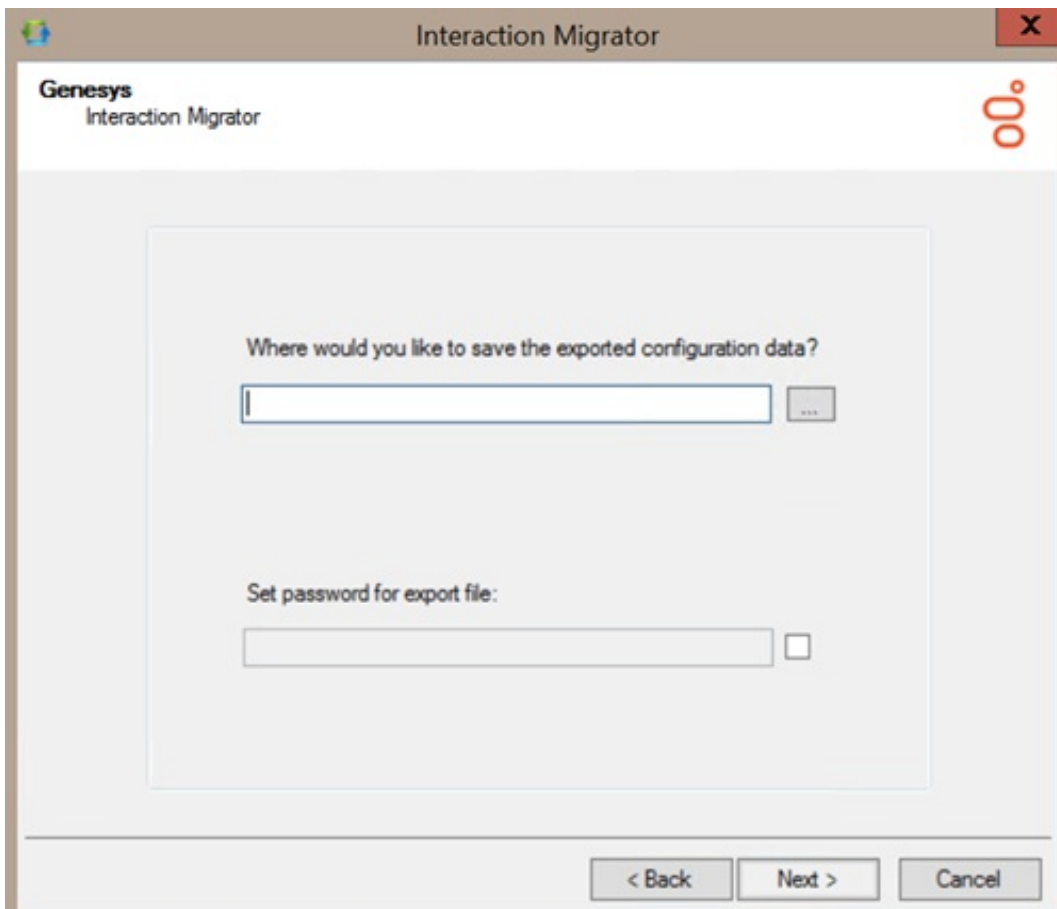 Interaction Migrator
X
Genesys
Interaction Migrator
Where would you like to save the exported configuration data?
...
Set password for export file:
< Back
Next >
Cancel